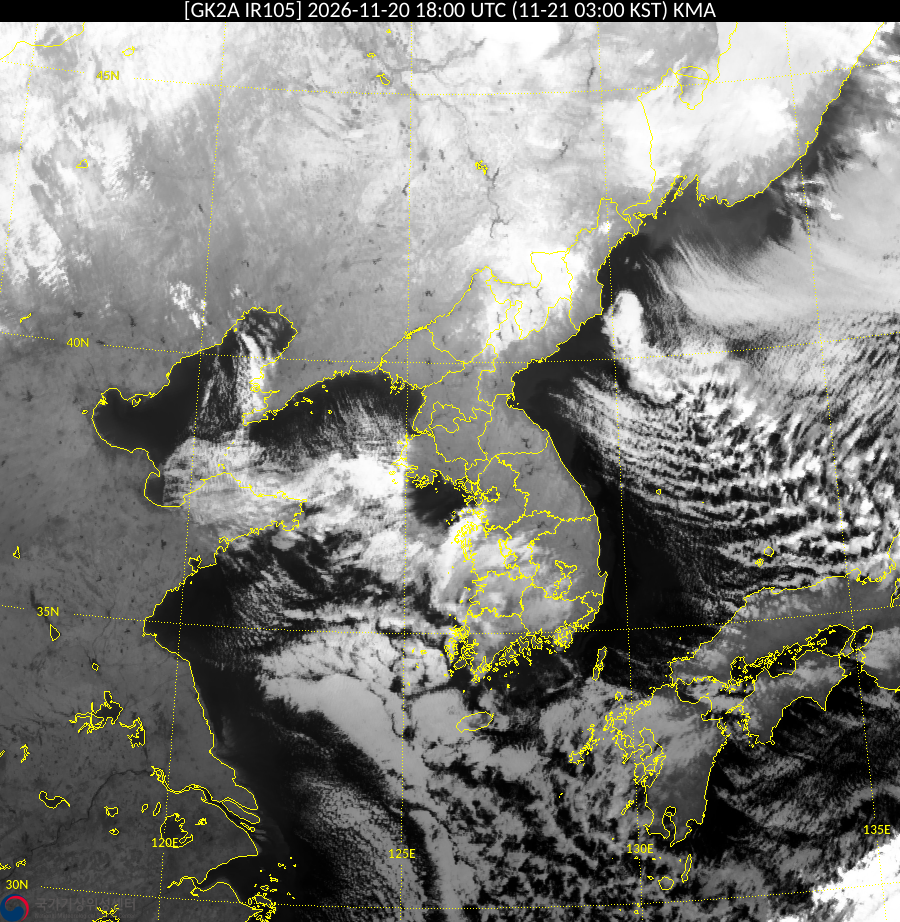 [GK2A IR105] 2026-11-20 18:00 UTC (11-21 03:00 KST) KMA
45N
40N
35N
120E
125E
130E
135E
30N